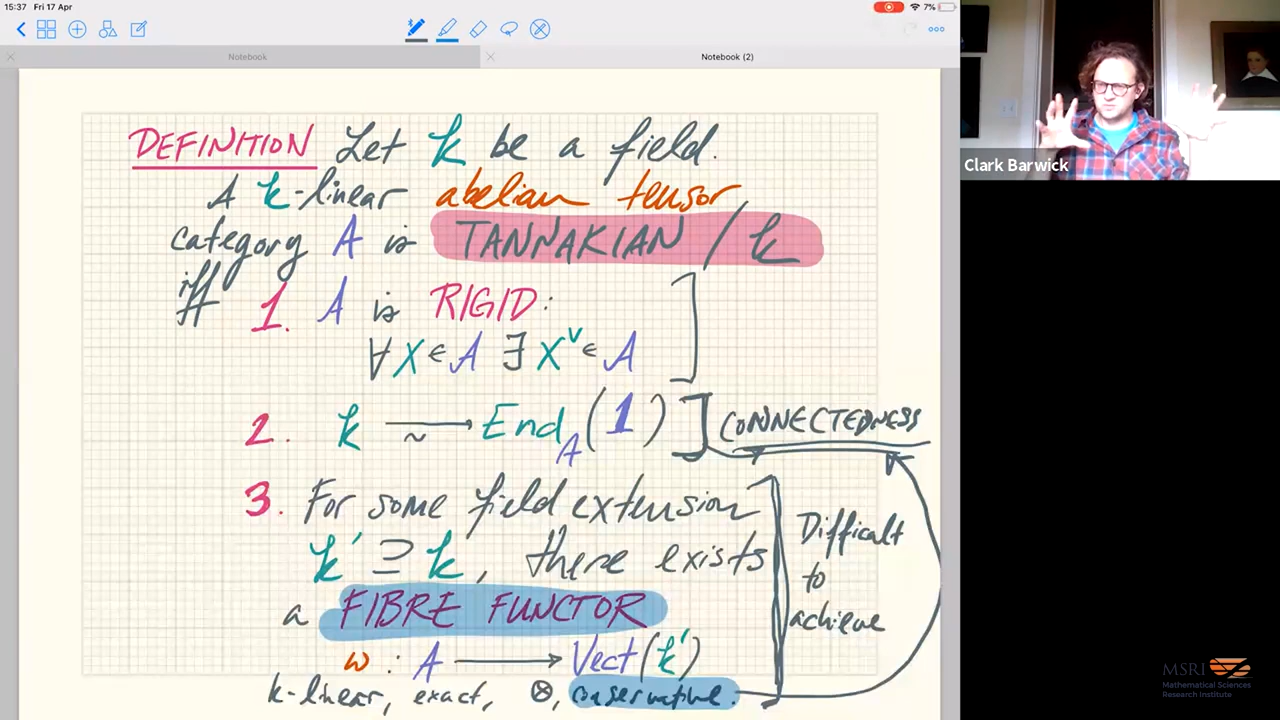 15:37 Fri 17 Apr
7%
Notebook
Notebook (2)
DEFINITION Let k be a field.
A k-linear abelian tensor
category A is TANNAKIAN / k
iff
1. A is RIGID:
∀ X ∈ A ∃ X^∨ ∈ A
2. k ⟶~ End_A (1) ] CONNECTEDNESS
3. For some field extension
k' ⊇ k, there exists
a FIBRE FUNCTOR
ω : A ⟶ Vect(k')
k-linear, exact, ⊗, conservative.
Difficult
to
achieve
Clark Barwick
MSRI
Mathematical Sciences
Research Institute